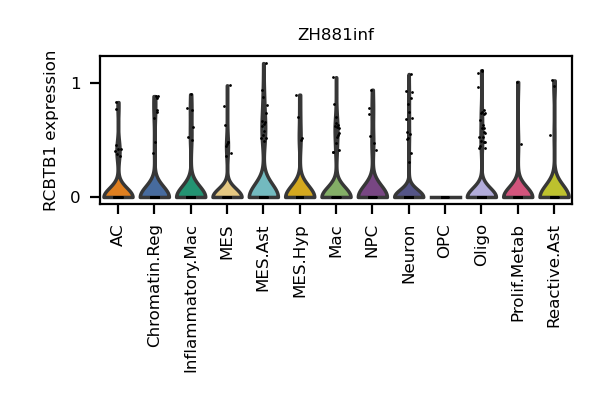 ZH881inf
RCBTB1 expression
1
0
AC
Chromatin.Reg
Inflammatory.Mac
MES
MES.Ast
MES.Hyp
Mac
NPC
Neuron
OPC
Oligo
Prolif.Metab
Reactive.Ast